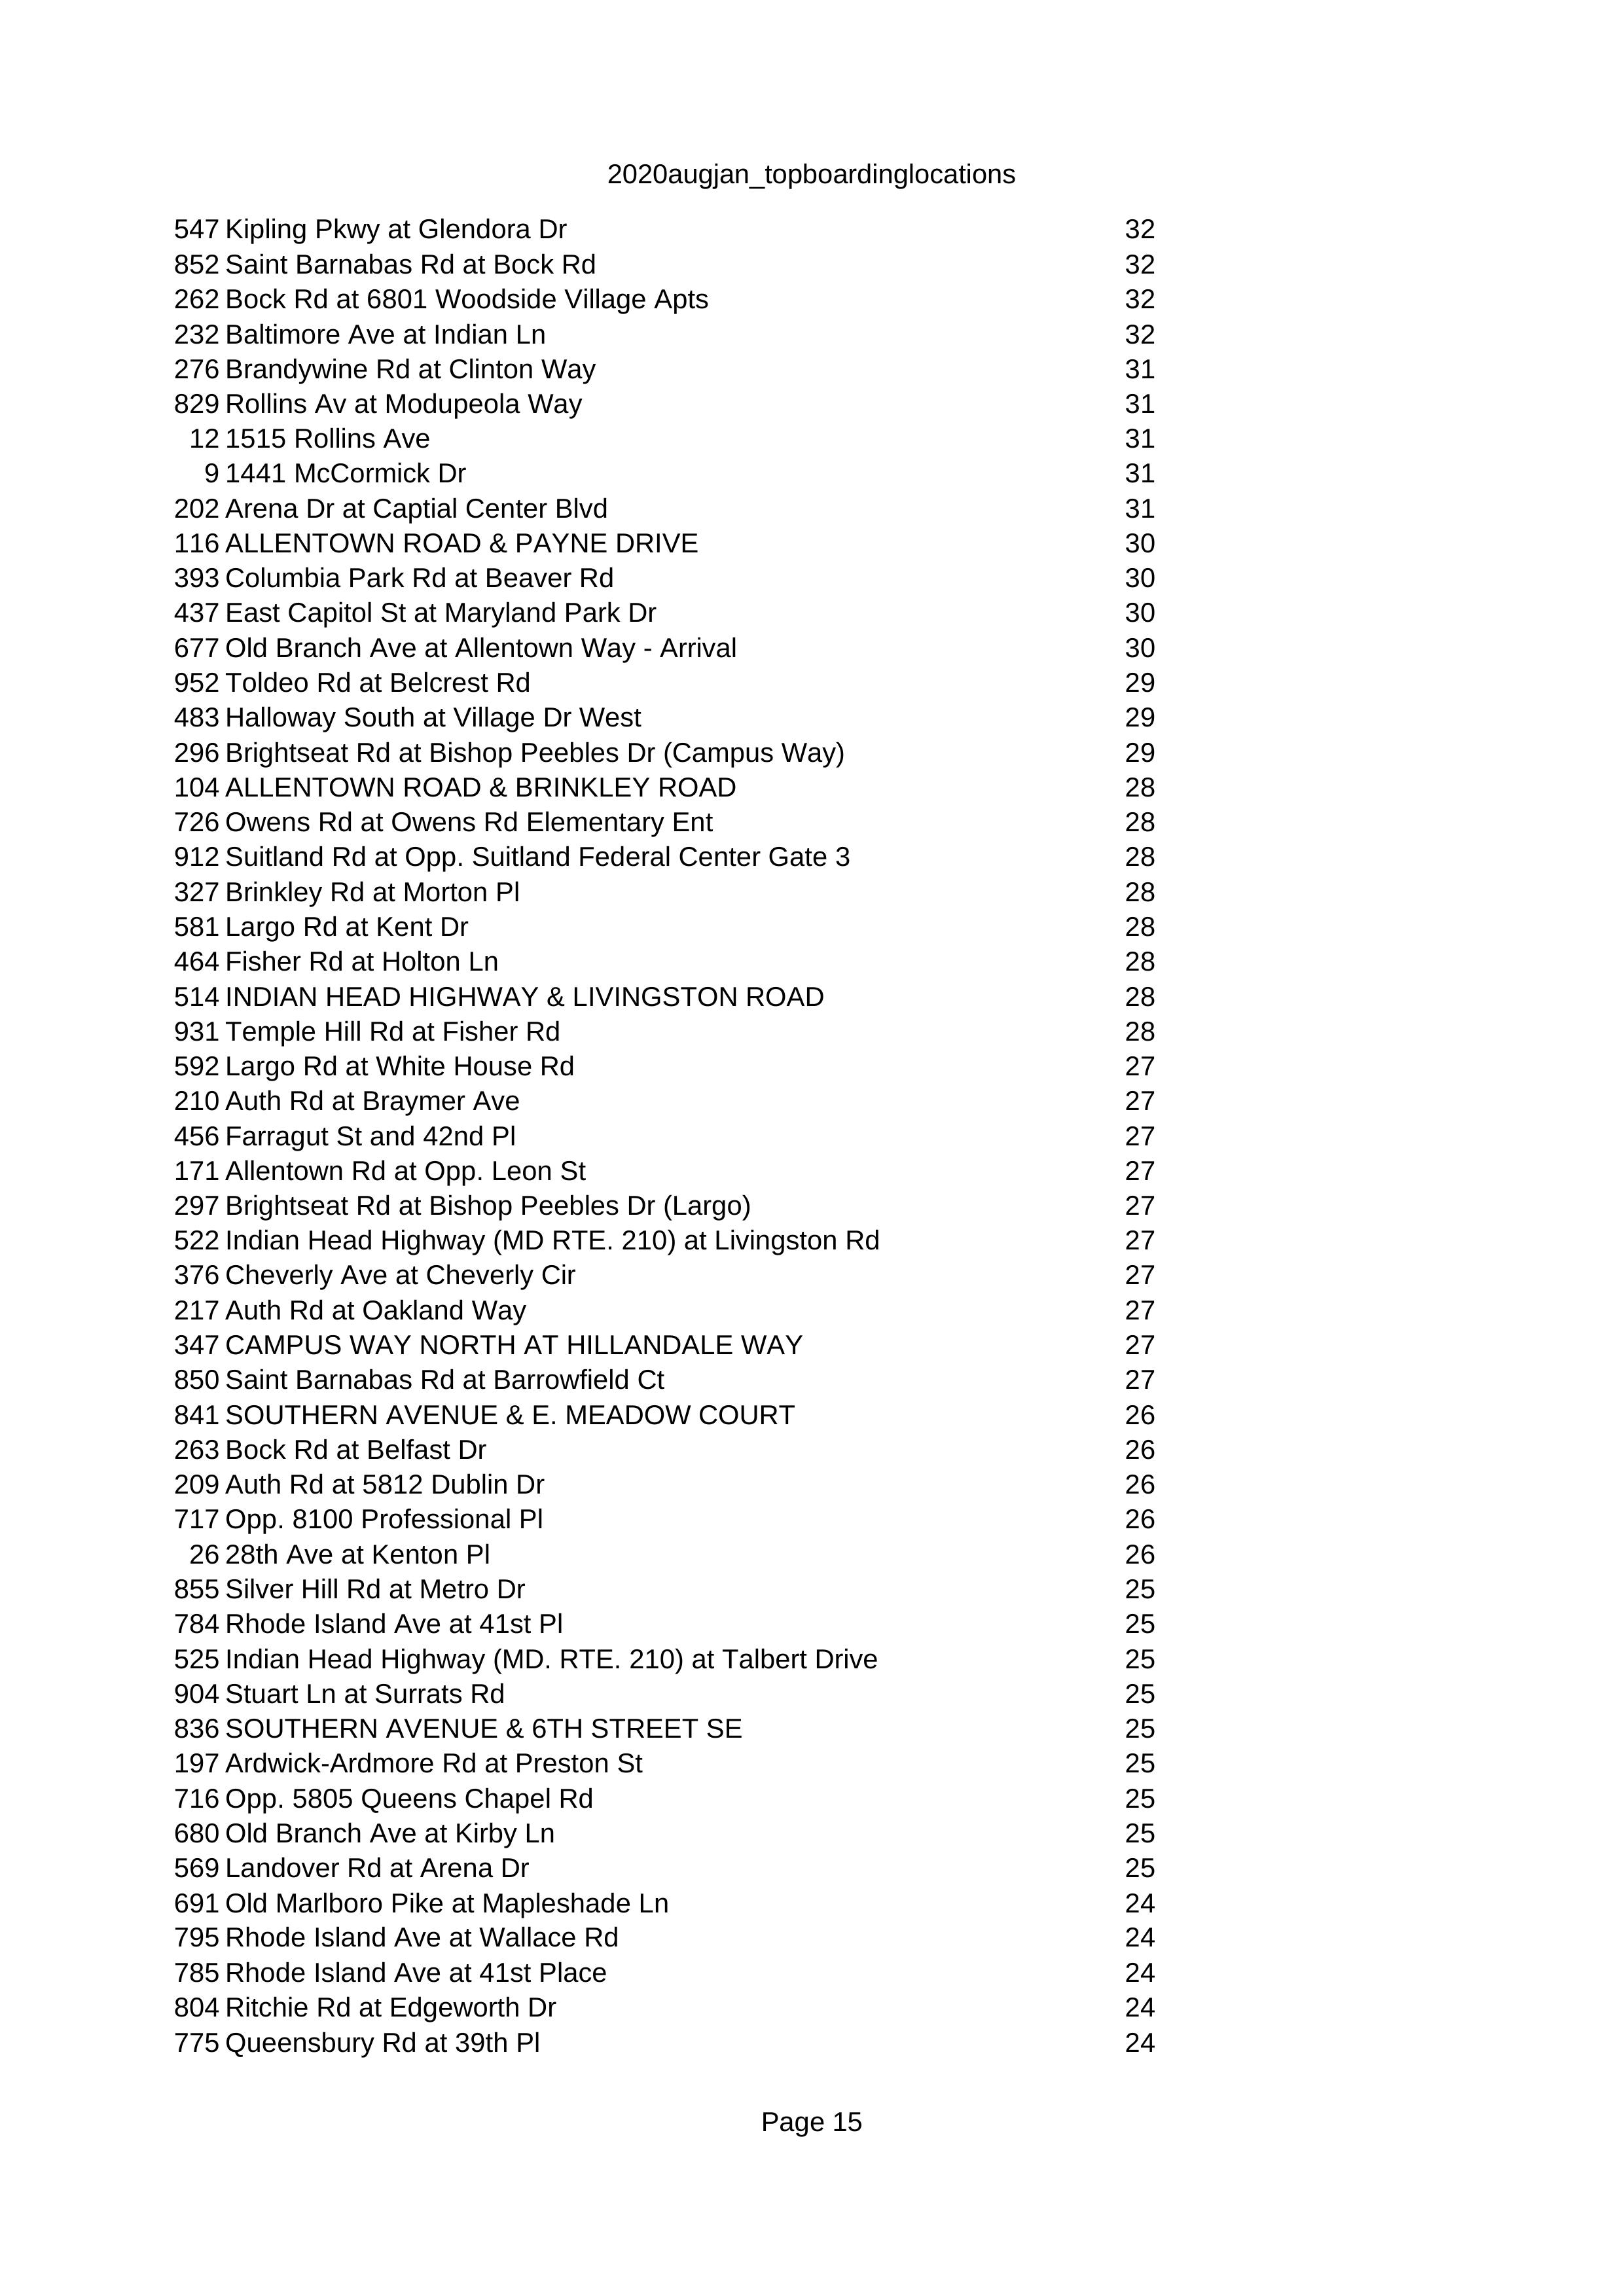 2020augjan_topboardinglocations
547 Kipling Pkwy at Glendora Dr 32
852 Saint Barnabas Rd at Bock Rd 32
262 Bock Rd at 6801 Woodside Village Apts 32
232 Baltimore Ave at Indian Ln 32
276 Brandywine Rd at Clinton Way 31
829 Rollins Av at Modupeola Way 31
12 1515 Rollins Ave 31
9 1441 McCormick Dr 31
202 Arena Dr at Captial Center Blvd 31
116 ALLENTOWN ROAD & PAYNE DRIVE 30
393 Columbia Park Rd at Beaver Rd 30
437 East Capitol St at Maryland Park Dr 30
677 Old Branch Ave at Allentown Way - Arrival 30
952 Toldeo Rd at Belcrest Rd 29
483 Halloway South at Village Dr West 29
296 Brightseat Rd at Bishop Peebles Dr (Campus Way) 29
104 ALLENTOWN ROAD & BRINKLEY ROAD 28
726 Owens Rd at Owens Rd Elementary Ent 28
912 Suitland Rd at Opp. Suitland Federal Center Gate 3 28
327 Brinkley Rd at Morton Pl 28
581 Largo Rd at Kent Dr 28
464 Fisher Rd at Holton Ln 28
514 INDIAN HEAD HIGHWAY & LIVINGSTON ROAD 28
931 Temple Hill Rd at Fisher Rd 28
592 Largo Rd at White House Rd 27
210 Auth Rd at Braymer Ave 27
456 Farragut St and 42nd Pl 27
171 Allentown Rd at Opp. Leon St 27
297 Brightseat Rd at Bishop Peebles Dr (Largo) 27
522 Indian Head Highway (MD RTE. 210) at Livingston Rd 27
376 Cheverly Ave at Cheverly Cir 27
217 Auth Rd at Oakland Way 27
347 CAMPUS WAY NORTH AT HILLANDALE WAY 27
850 Saint Barnabas Rd at Barrowfield Ct 27
841 SOUTHERN AVENUE & E. MEADOW COURT 26
263 Bock Rd at Belfast Dr 26
209 Auth Rd at 5812 Dublin Dr 26
717 Opp. 8100 Professional Pl 26
26 28th Ave at Kenton Pl 26
855 Silver Hill Rd at Metro Dr 25
784 Rhode Island Ave at 41st Pl 25
525 Indian Head Highway (MD. RTE. 210) at Talbert Drive 25
904 Stuart Ln at Surrats Rd 25
836 SOUTHERN AVENUE & 6TH STREET SE 25
197 Ardwick-Ardmore Rd at Preston St 25
716 Opp. 5805 Queens Chapel Rd 25
680 Old Branch Ave at Kirby Ln 25
569 Landover Rd at Arena Dr 25
691 Old Marlboro Pike at Mapleshade Ln 24
795 Rhode Island Ave at Wallace Rd 24
785 Rhode Island Ave at 41st Place 24
804 Ritchie Rd at Edgeworth Dr 24
775 Queensbury Rd at 39th Pl 24
Page 15